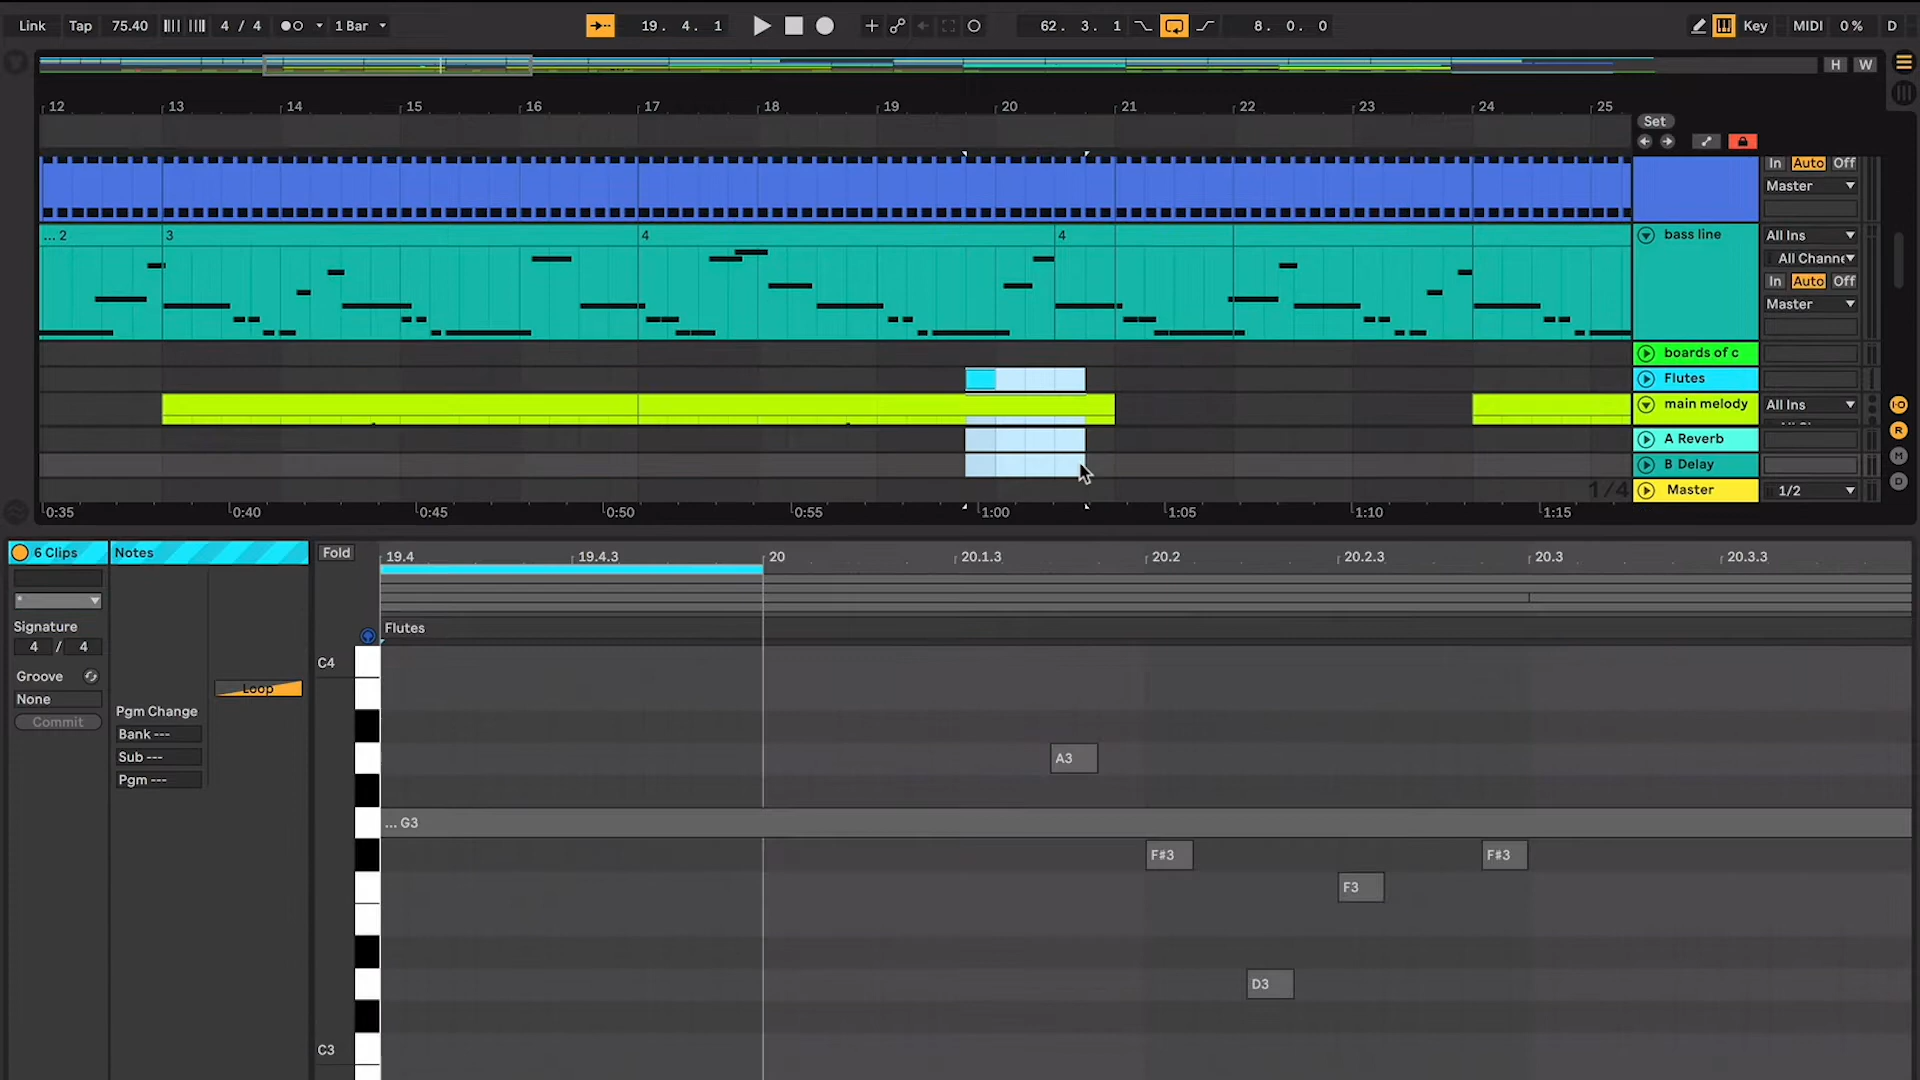 Link Tap 75.40 4 / 4 1 Bar 19. 4. 1 62. 3. 1 8. 0. 0 Key MIDI 0 % D
H W
12 13 14 15 16 17 18 19 20 21 22 23 24 25
Set
In Auto Off
Master
... 2 3 4 4 bass line All Ins
All Channe
In Auto Off
Master
boards of c
Flutes
main melody All Ins
A Reverb
B Delay
1/4 Master 1/2
0:35 0:40 0:45 0:50 0:55 1:00 1:05 1:10 1:15
I·O
R
M
D
6 Clips Notes Fold 19.4 19.4.3 20 20.1.3 20.2 20.2.3 20.3 20.3.3
*
Signature
4 / 4
Flutes
Groove
None
Commit
Loop
Pgm Change
Bank ---
Sub ---
Pgm ---
C4
A3
... G3
F#3 F#3
F3
D3
C3